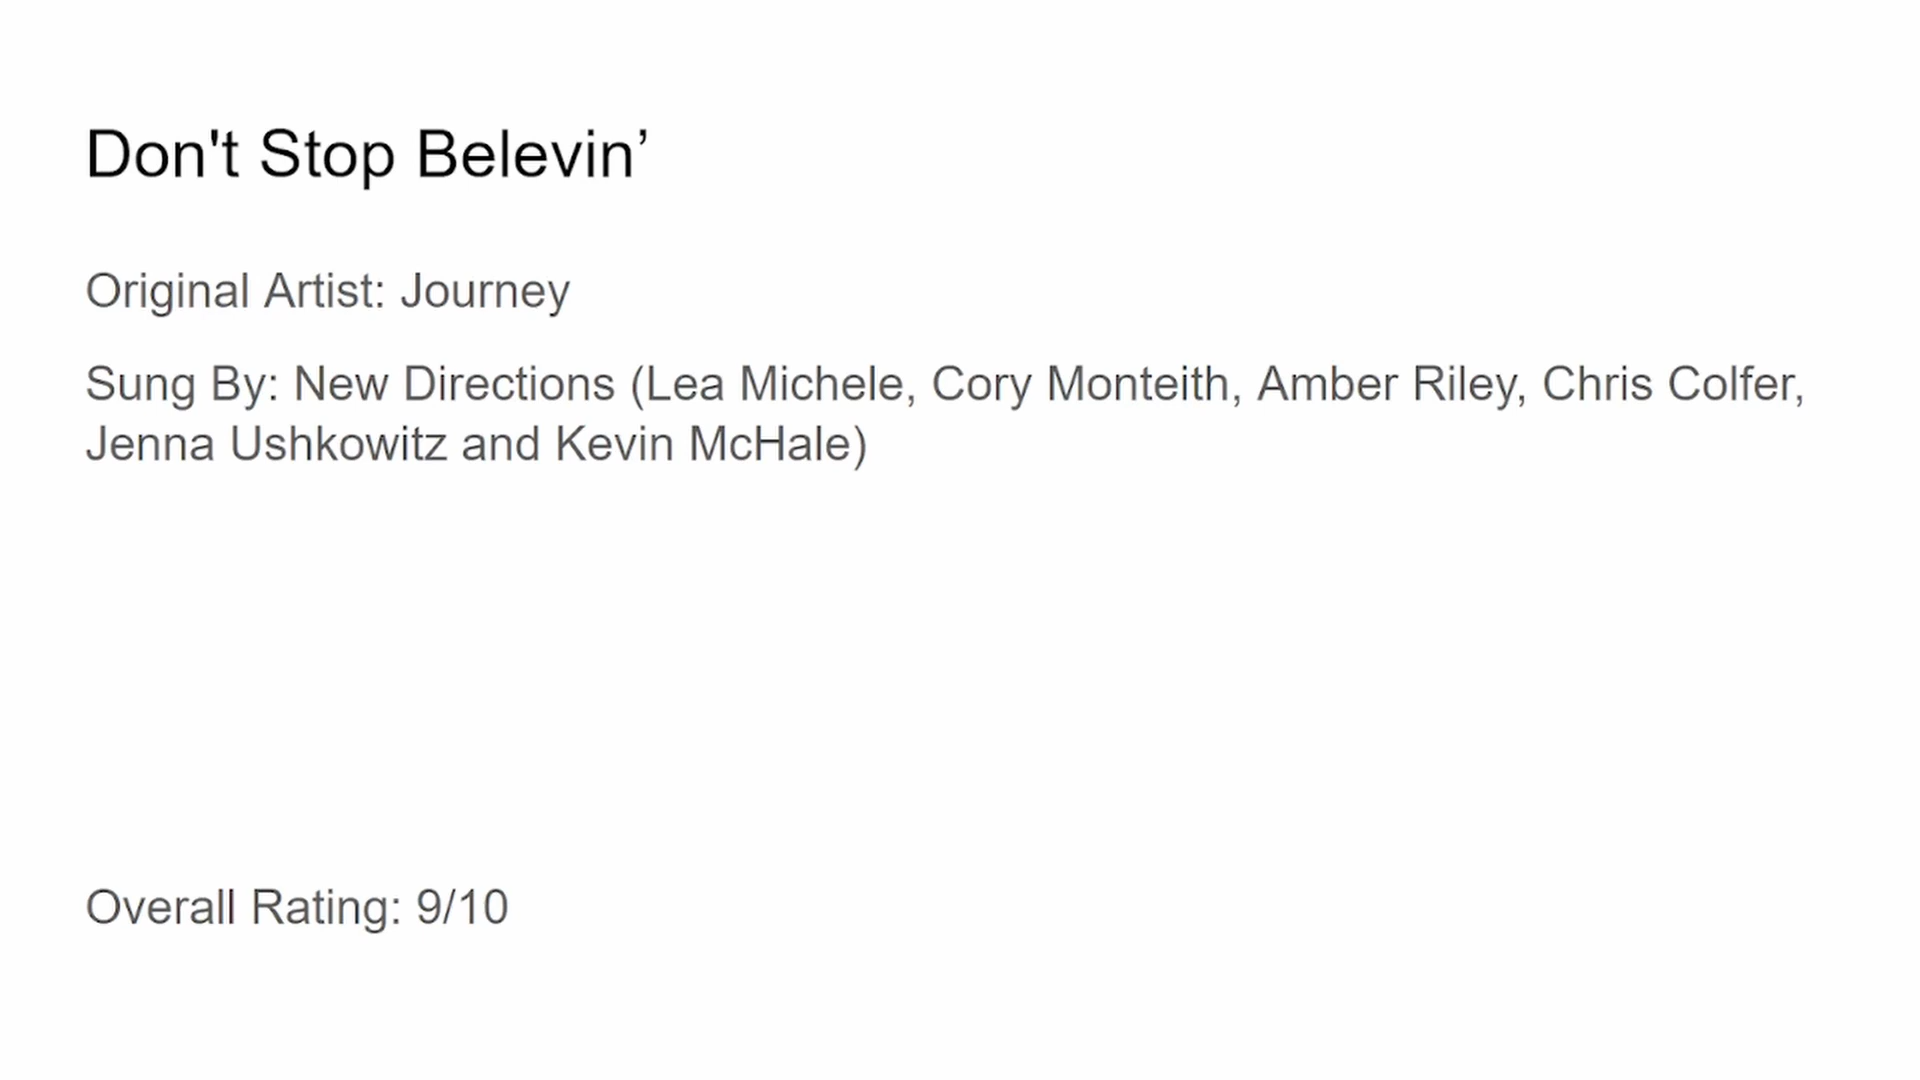 Don't Stop Belevin’
Original Artist: Journey
Sung By: New Directions (Lea Michele, Cory Monteith, Amber Riley, Chris Colfer,
Jenna Ushkowitz and Kevin McHale)
Overall Rating: 9/10